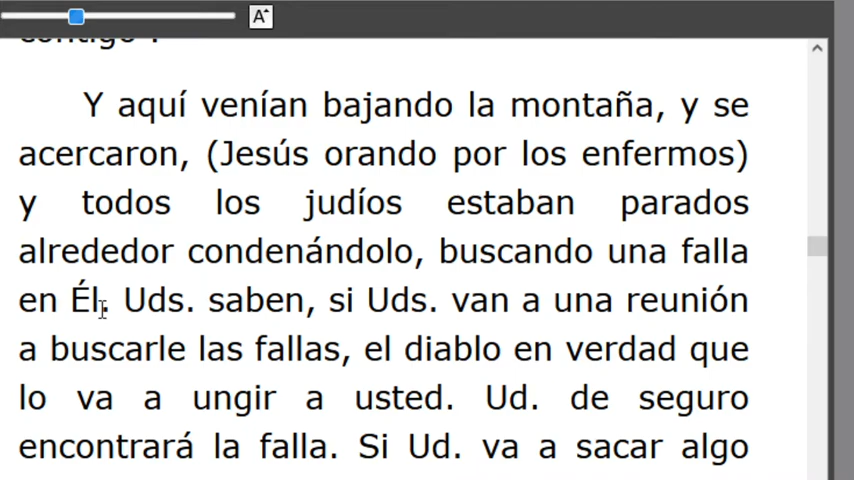 A
contigo".
Y aquí venían bajando la montaña, y se
acercaron, (Jesús orando por los enfermos)
y todos los judíos estaban parados
alrededor condenándolo, buscando una falla
en Él. Uds. saben, si Uds. van a una reunión
a buscarle las fallas, el diablo en verdad que
lo va a ungir a usted. Ud. de seguro
encontrará la falla. Si Ud. va a sacar algo